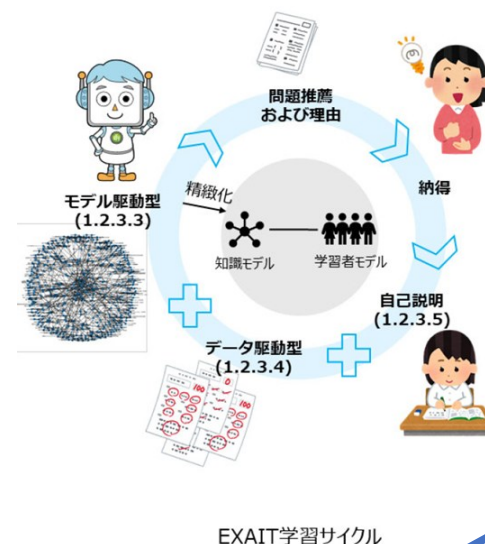 問題推薦
および理由
納得
モデル駆動型
(1.2.3.3)
精緻化
知識モデル
学習者モデル
自己説明
(1.2.3.5)
データ駆動型
(1.2.3.4)
100
0
100
EXAIT学習サイクル